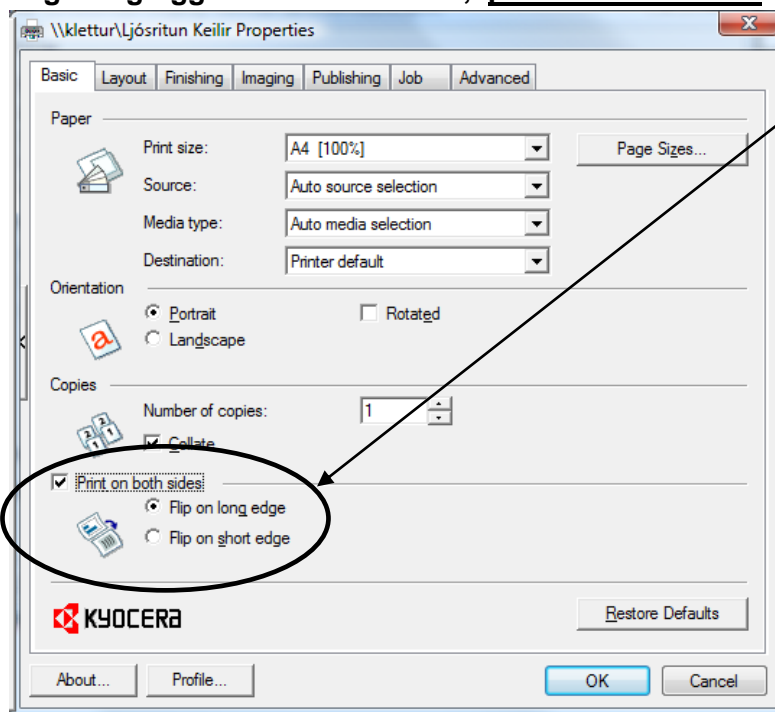 \\klettur\Ljósritun Keilir Properties
Basic Layout Finishing Imaging Publishing Job Advanced
Paper
Print size: A4 [100%] Page Sizes...
Source: Auto source selection
Media type: Auto media selection
Destination: Printer default
Orientation
Portrait Rotated
Landscape
Copies
Number of copies: 1
Collate
Print on both sides
Flip on long edge
Flip on short edge
KYOCERA Restore Defaults
About... Profile... OK Cancel